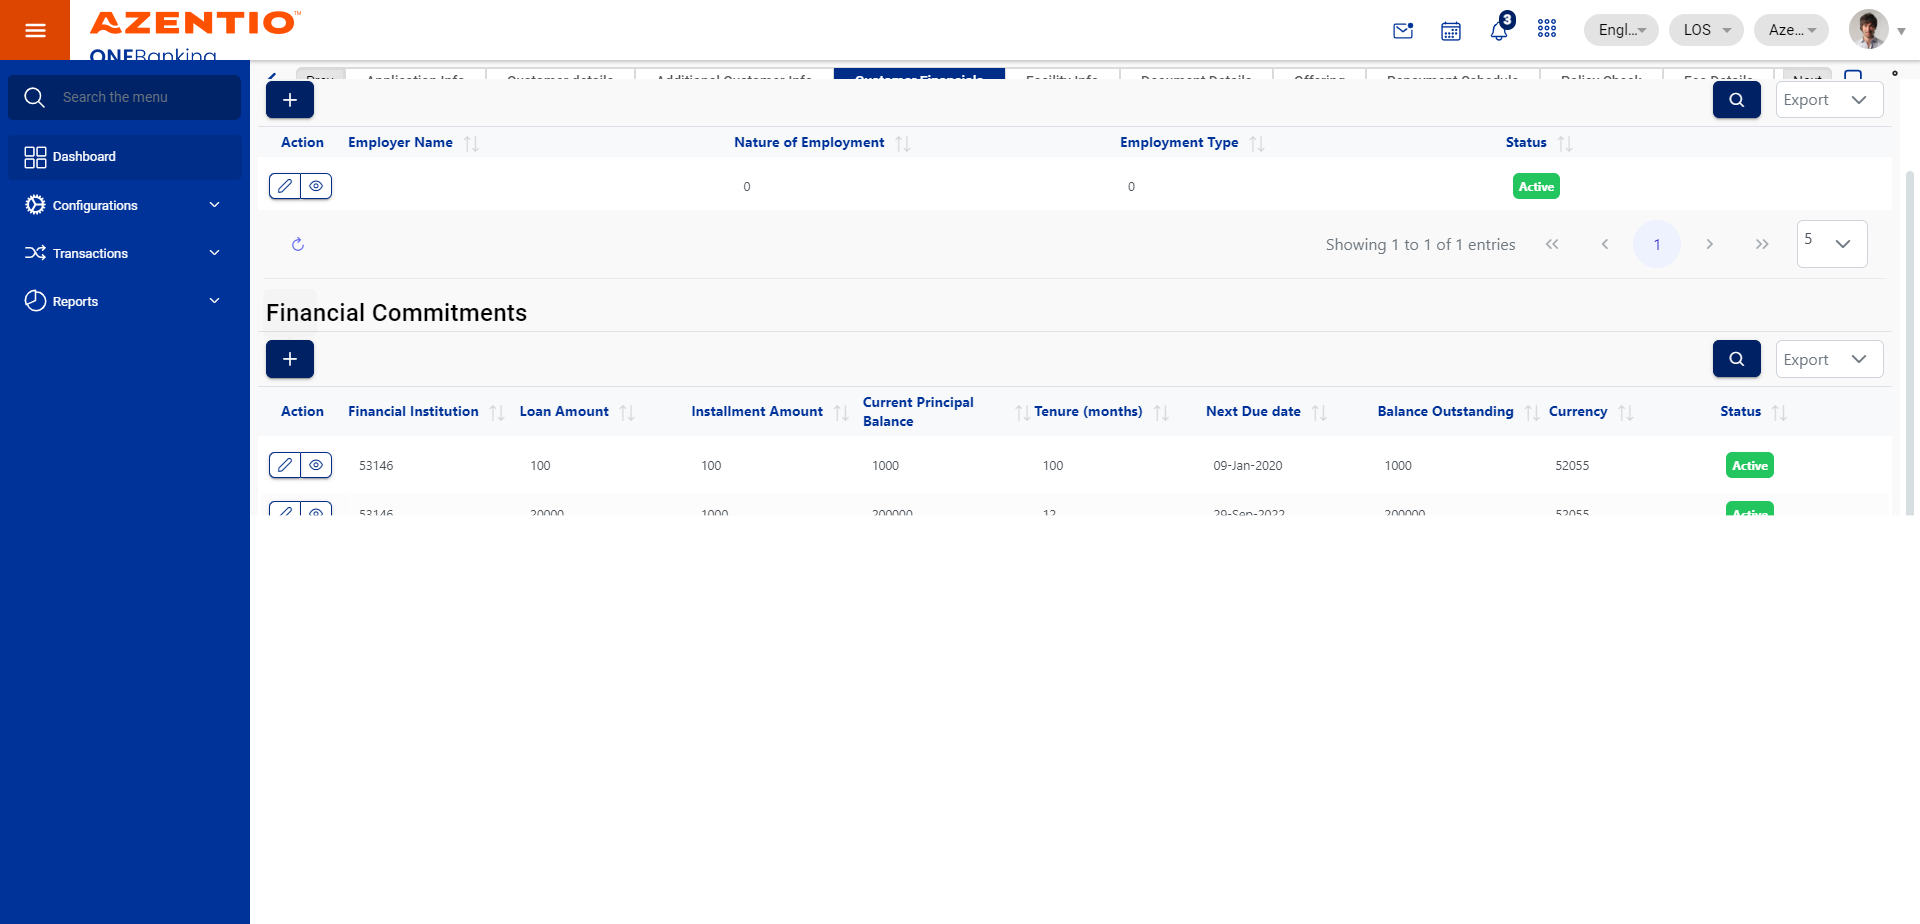 AZENTIO™
ONEBanking
3
Engl...
LOS
Aze...
Search the menu
Dashboard
Configurations
Transactions
Reports
Prev
Application Info
Customer details
Additional Customer Info
Customer Financials
Facility Info
Document Details
Offering
Repayment Schedule
Policy Check
Fee Details
Next
Export
Action
Employer Name
Nature of Employment
Employment Type
Status
0
0
Active
Showing 1 to 1 of 1 entries
1
5
Financial Commitments
Export
Action
Financial Institution
Loan Amount
Installment Amount
Current Principal
Balance
Tenure (months)
Next Due date
Balance Outstanding
Currency
Status
53146
100
100
1000
100
09-Jan-2020
1000
52055
Active
53146
20000
1000
200000
12
29-Sep-2022
200000
52055
Active